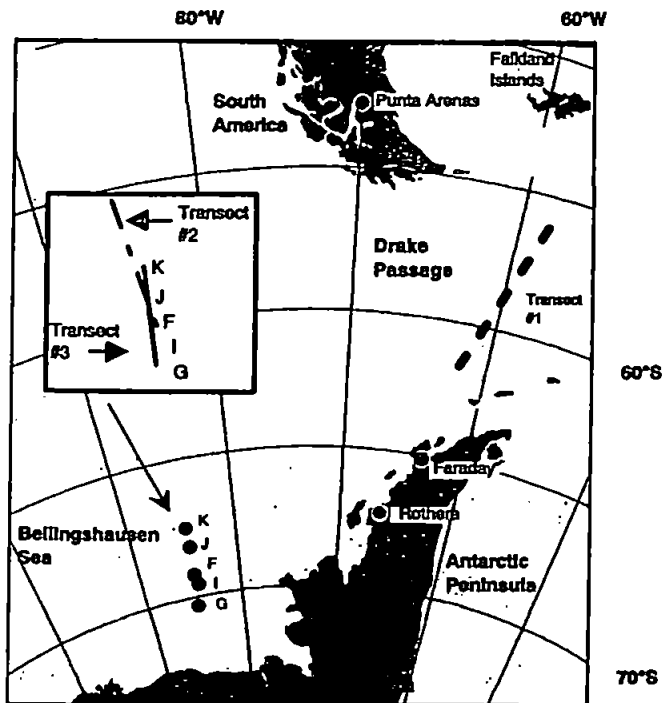 80°W
60°W
Falkland
Islands
South
America
Punta Arenas
Transect
#2
K
J
F
I
G
Transect
#3
Drake
Passage
Transect
#1
60°S
Faraday
Rothera
Bellingshausen
Sea
K
J
F
I
G
Antarctic
Peninsula
70°S